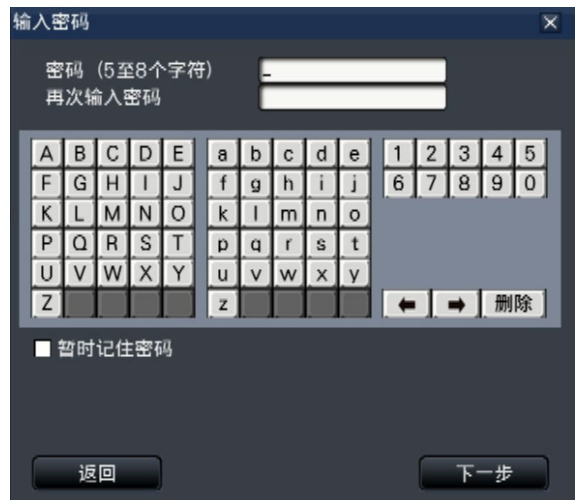 输入密码
密码 (5至8个字符)
再次输入密码
A B C D E a b c d e 1 2 3 4 5
F G H I J f g h i j 6 7 8 9 0
K L M N O k l m n o
P Q R S T p q r s t
U V W X Y u v w x y
Z z ← → 删除
暂时记住密码
返回 下一步